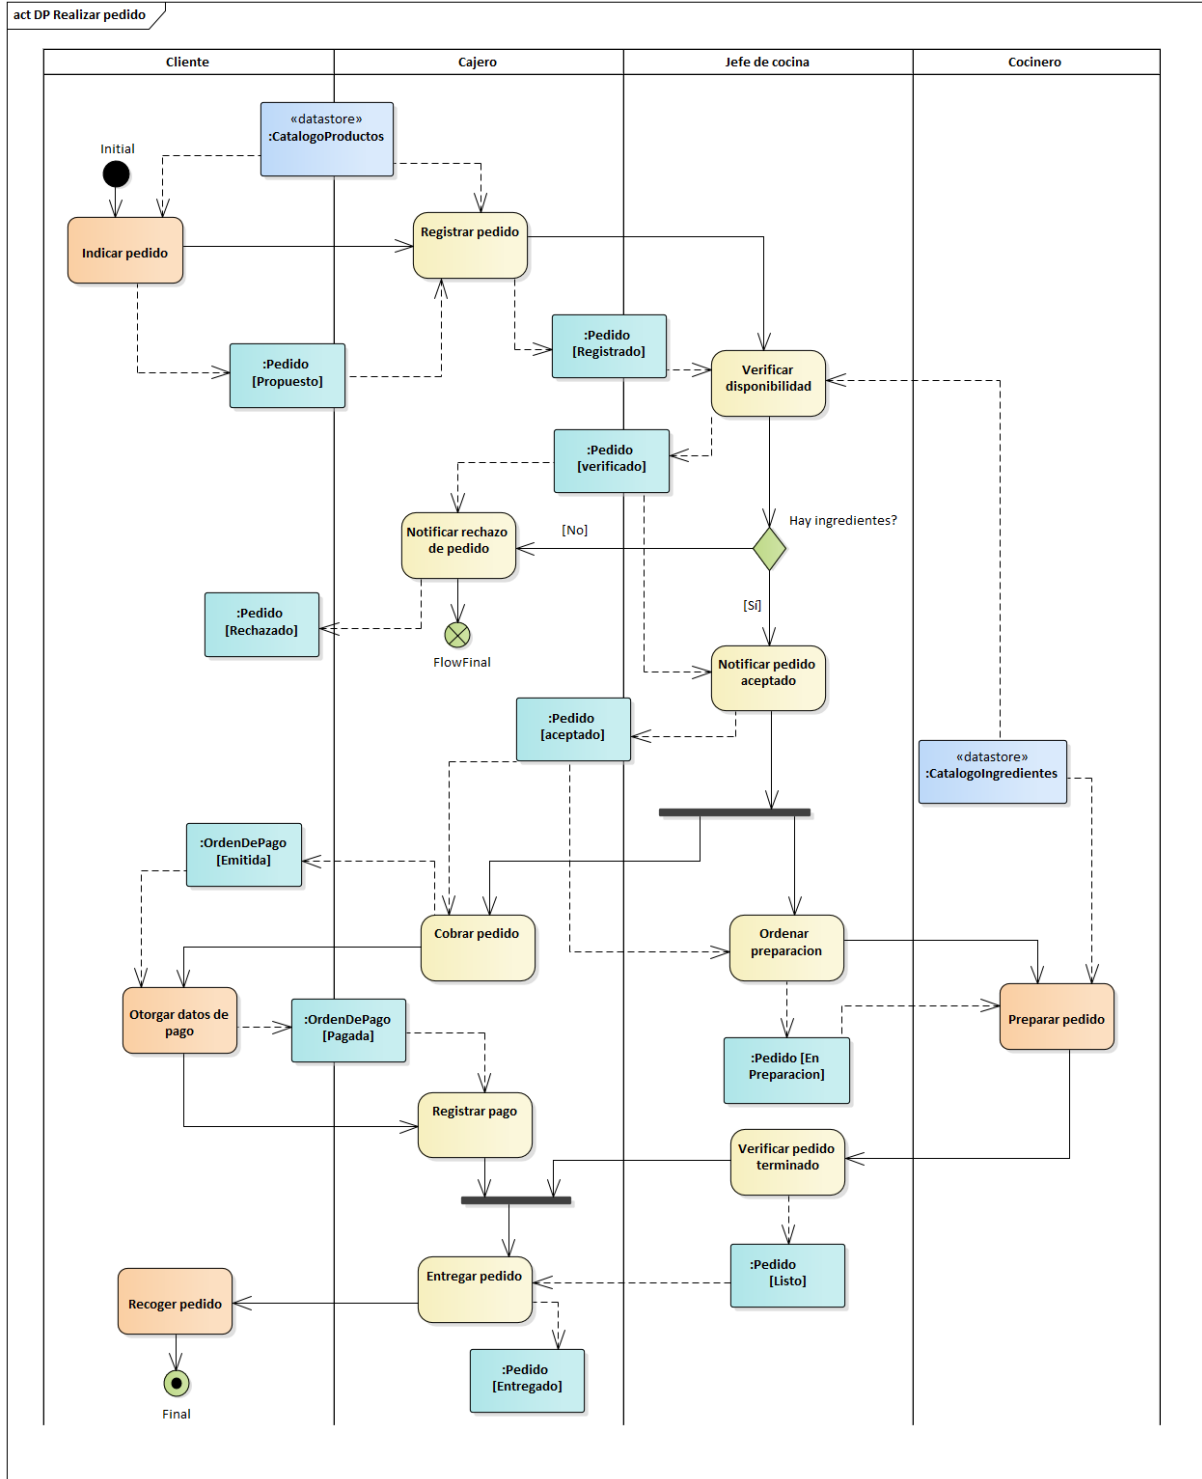 act DP Realizar pedido
Cliente
Cajero
Jefe de cocina
Cocinero
«datastore»
:CatalogoProductos
Initial
Indicar pedido
Registrar pedido
:Pedido
[Registrado]
:Pedido
[Propuesto]
Verificar
disponibilidad
:Pedido
[verificado]
Hay ingredientes?
Notificar rechazo
de pedido
[No]
[Sí]
:Pedido
[Rechazado]
FlowFinal
Notificar pedido
aceptado
:Pedido
[aceptado]
«datastore»
:CatalogoIngredientes
:OrdenDePago
[Emitida]
Cobrar pedido
Ordenar
preparacion
Otorgar datos de
pago
:OrdenDePago
[Pagada]
Preparar pedido
:Pedido [En
Preparacion]
Registrar pago
Verificar pedido
terminado
:Pedido
[Listo]
Entregar pedido
Recoger pedido
:Pedido
[Entregado]
Final